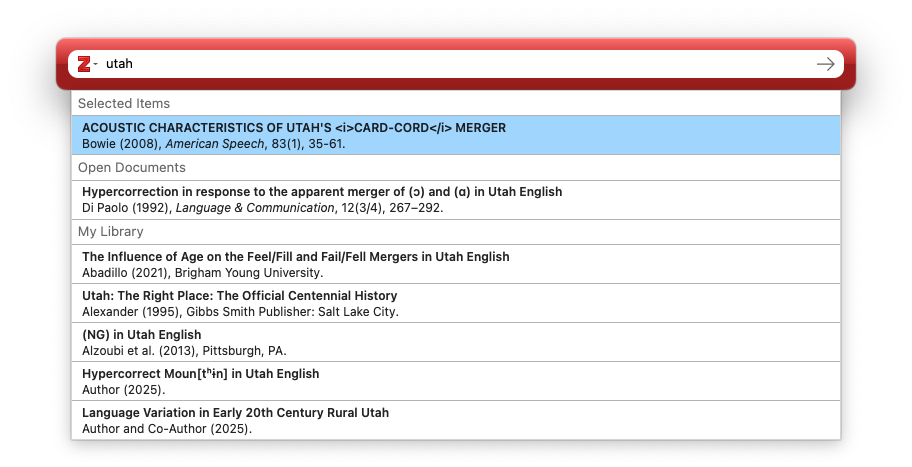 Z utah
Selected Items
ACOUSTIC CHARACTERISTICS OF UTAH'S <i>CARD-CORD</i> MERGER
Bowie (2008), American Speech, 83(1), 35-61.
Open Documents
Hypercorrection in response to the apparent merger of (ɔ) and (ɑ) in Utah English
Di Paolo (1992), Language & Communication, 12(3/4), 267–292.
My Library
The Influence of Age on the Feel/Fill and Fail/Fell Mergers in Utah English
Abadillo (2021), Brigham Young University.
Utah: The Right Place: The Official Centennial History
Alexander (1995), Gibbs Smith Publisher: Salt Lake City.
(NG) in Utah English
Alzoubi et al. (2013), Pittsburgh, PA.
Hypercorrect Moun[tʰɨn] in Utah English
Author (2025).
Language Variation in Early 20th Century Rural Utah
Author and Co-Author (2025).